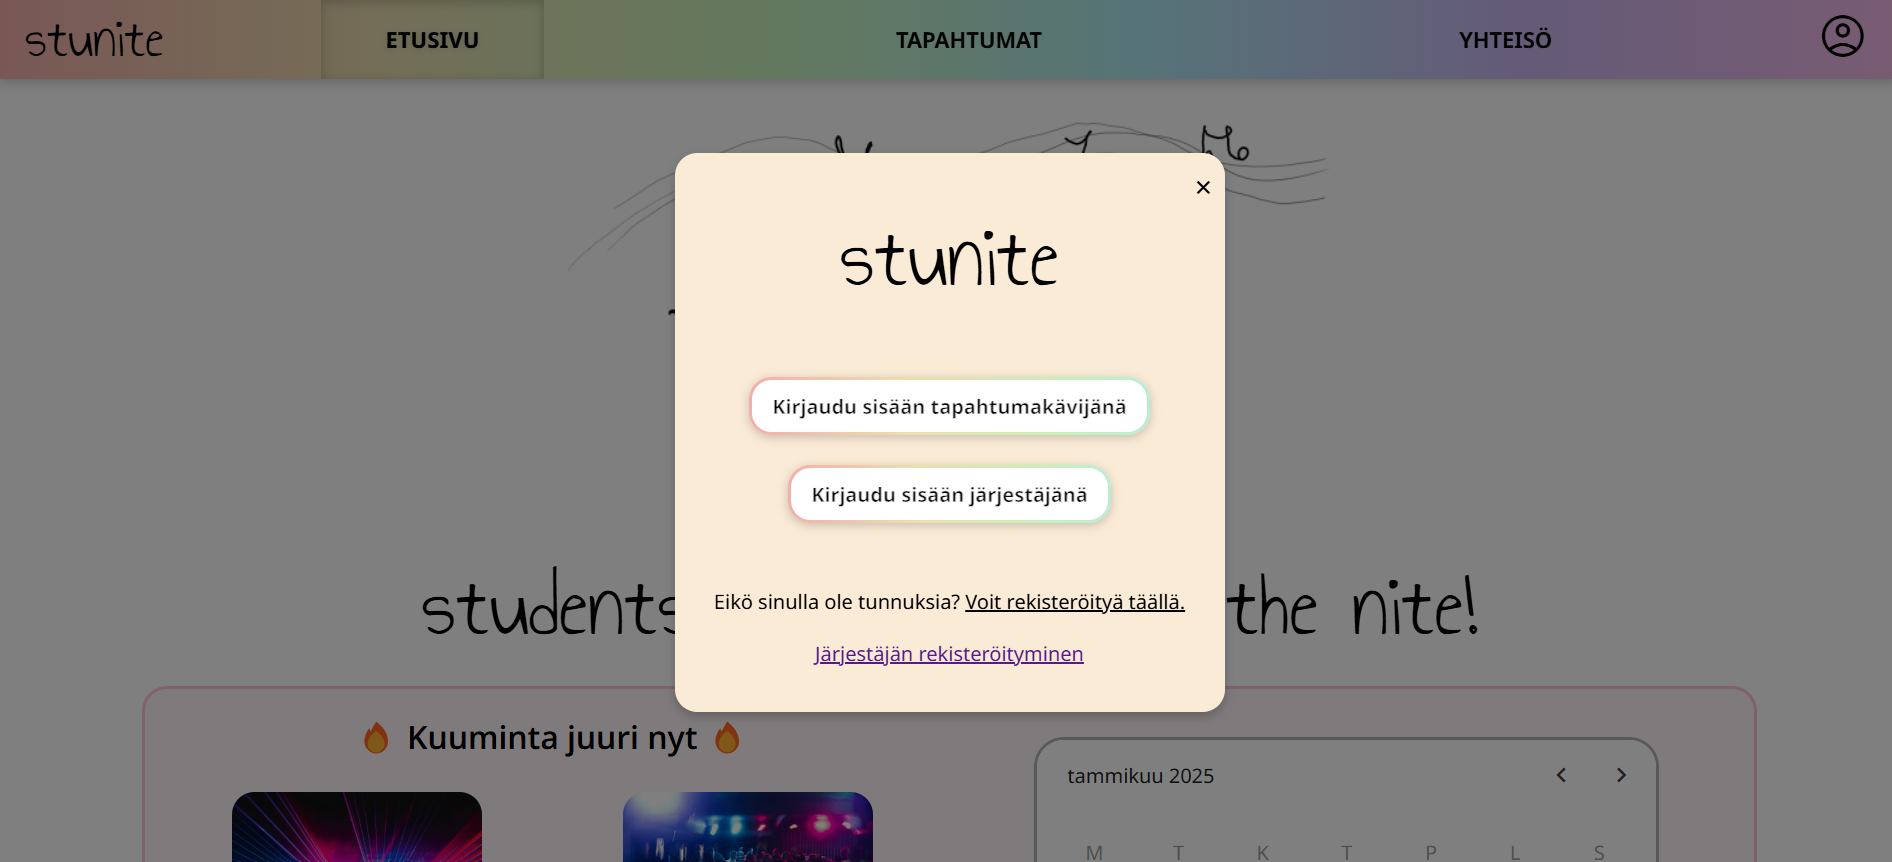 stunite
ETUSIVU
TAPAHTUMAT
YHTEISÖ
×
stunite
Kirjaudu sisään tapahtumakävijänä
Kirjaudu sisään järjestäjänä
Eikö sinulla ole tunnuksia? Voit rekisteröityä täällä.
Järjestäjän rekisteröityminen
students
the nite!
Kuuminta juuri nyt
tammikuu 2025
M T K T P L S